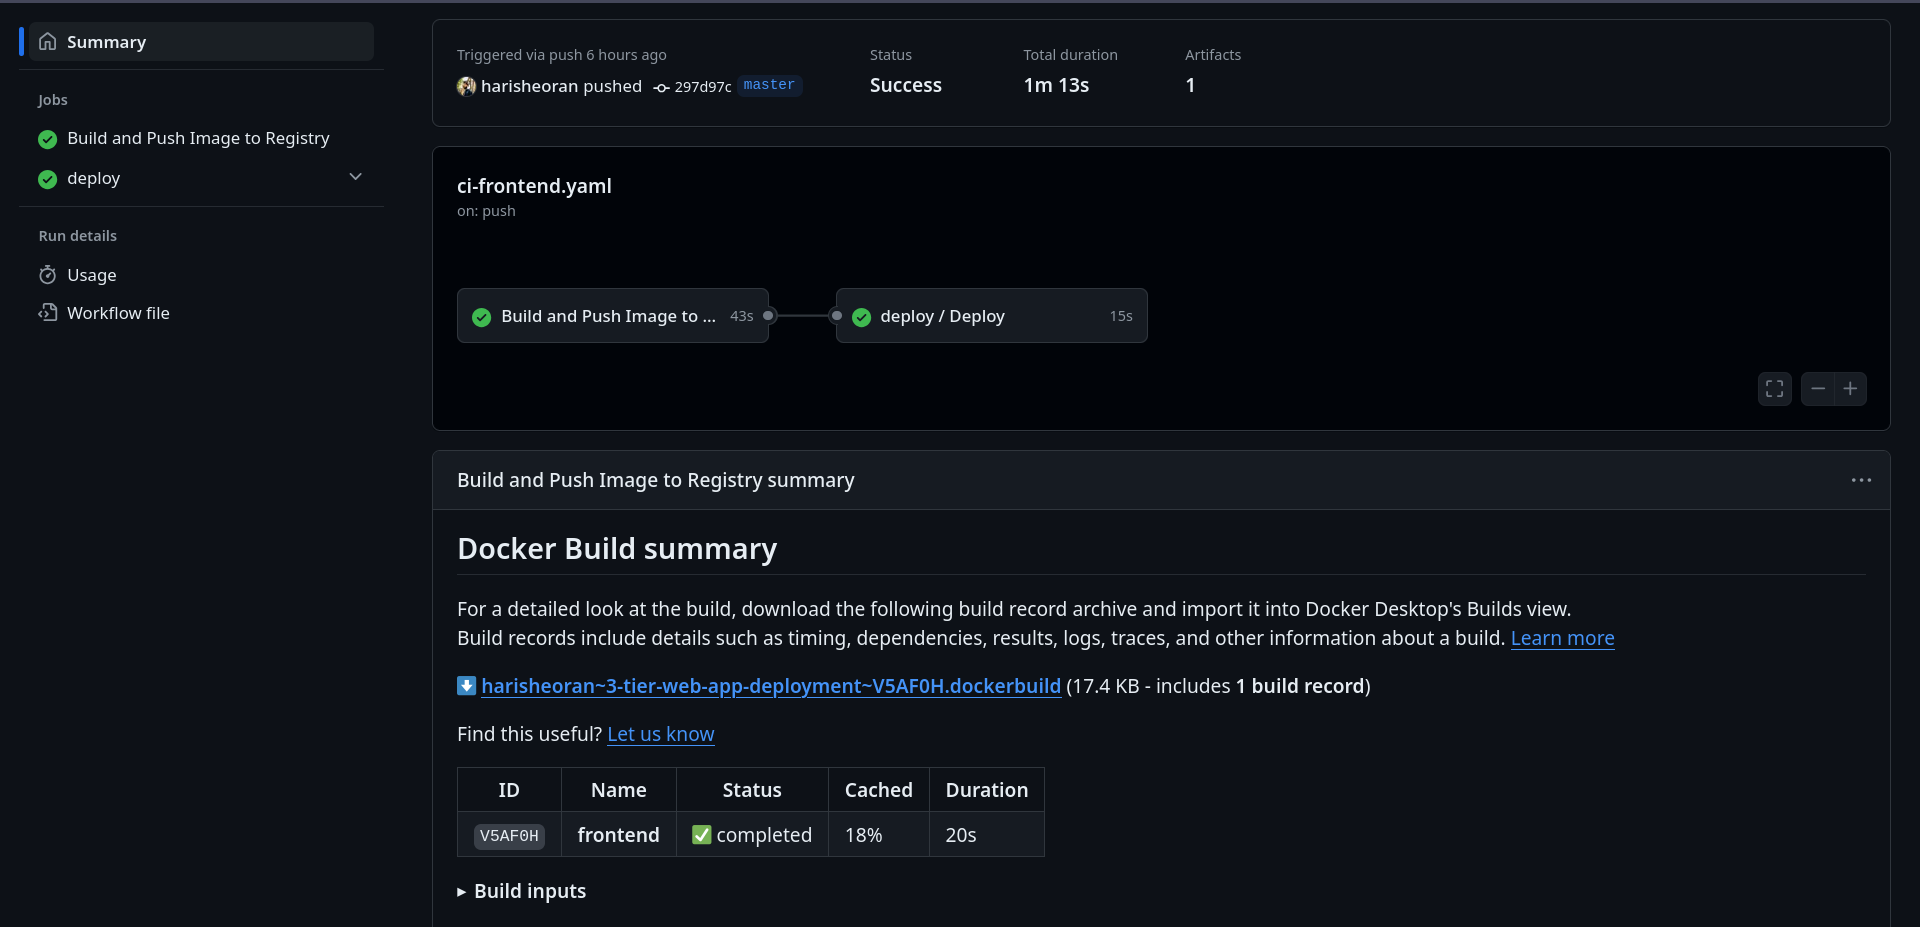 Summary
Jobs
Build and Push Image to Registry
deploy
Run details
Usage
Workflow file
Triggered via push 6 hours ago
harisheoran pushed 297d97c master
Status
Success
Total duration
1m 13s
Artifacts
1
ci-frontend.yaml
on: push
Build and Push Image to ... 43s
deploy / Deploy 15s
Build and Push Image to Registry summary
Docker Build summary
For a detailed look at the build, download the following build record archive and import it into Docker Desktop's Builds view.
Build records include details such as timing, dependencies, results, logs, traces, and other information about a build. Learn more
harisheoran~3-tier-web-app-deployment~V5AF0H.dockerbuild (17.4 KB - includes 1 build record)
Find this useful? Let us know
ID Name Status Cached Duration
V5AF0H frontend ✅ completed 18% 20s
Build inputs